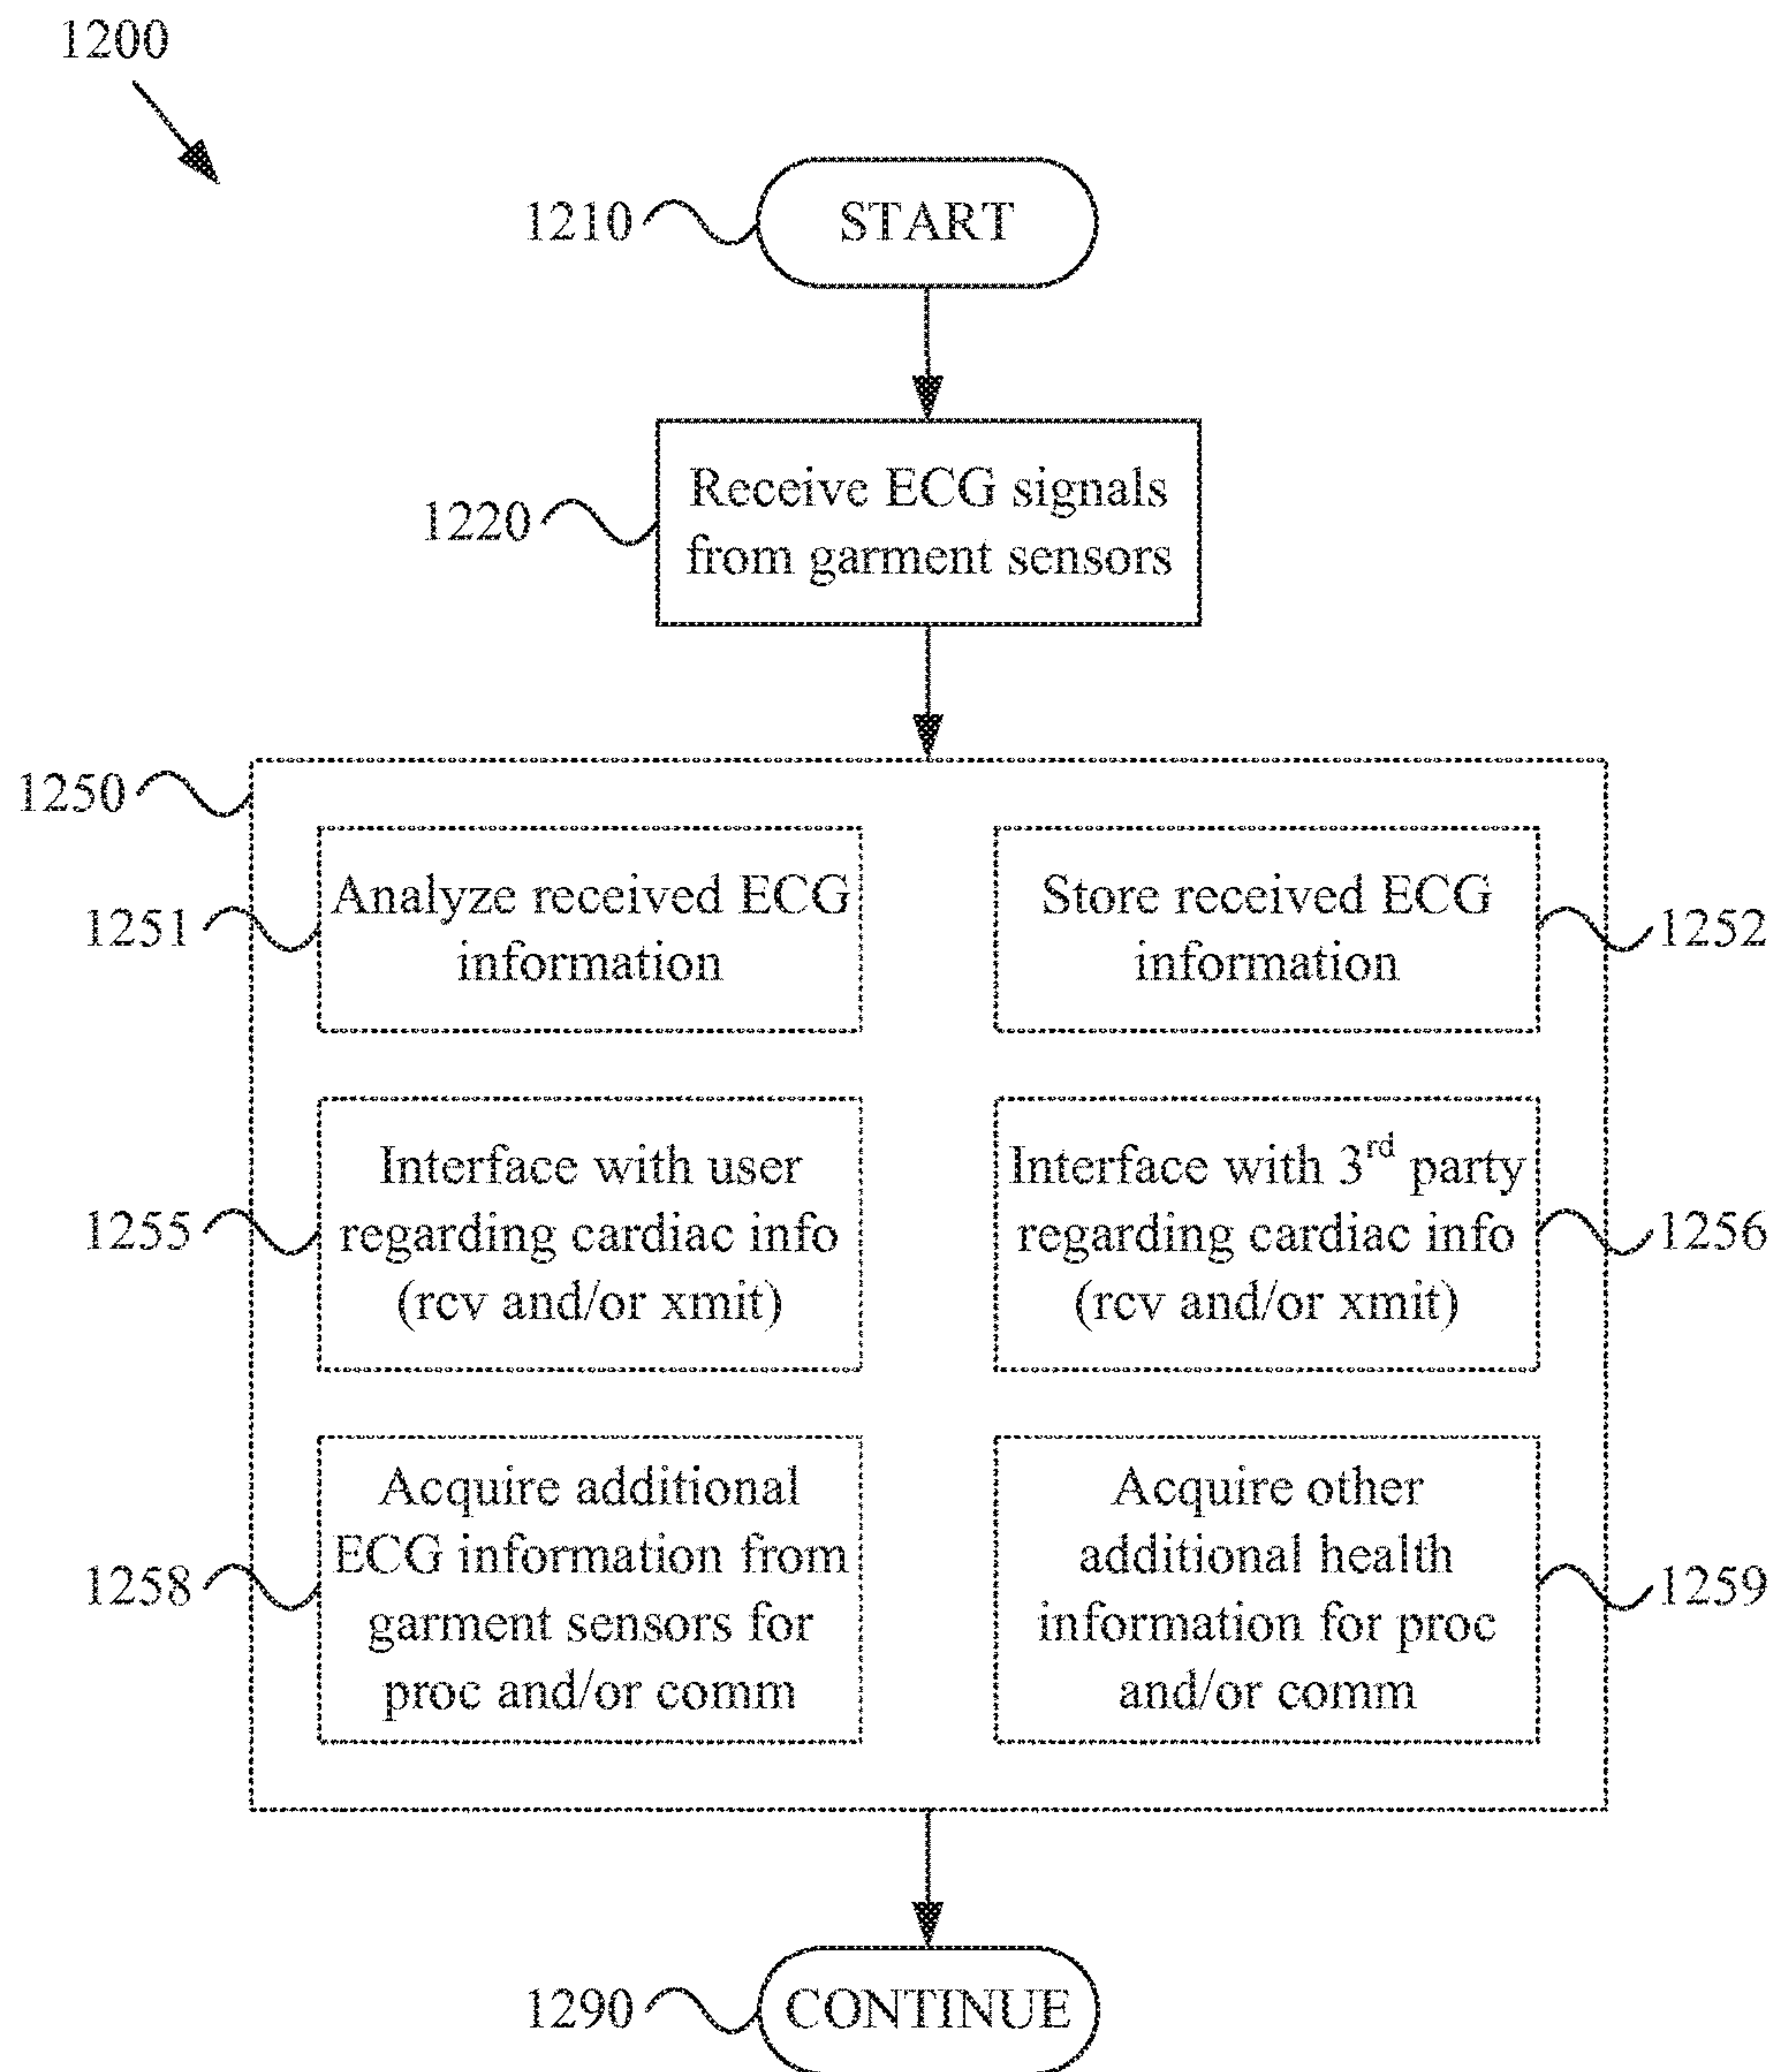 1200
1210
START
1220
Receive ECG signals
from garment sensors
1250
1251
Analyze received ECG
information
Store received ECG
information
1252
1255
Interface with user
regarding cardiac info
(rcv and/or xmit)
Interface with 3rd party
regarding cardiac info
(rcv and/or xmit)
1256
1258
Acquire additional
ECG information from
garment sensors for
proc and/or comm
Acquire other
additional health
information for proc
and/or comm
1259
1290
CONTINUE